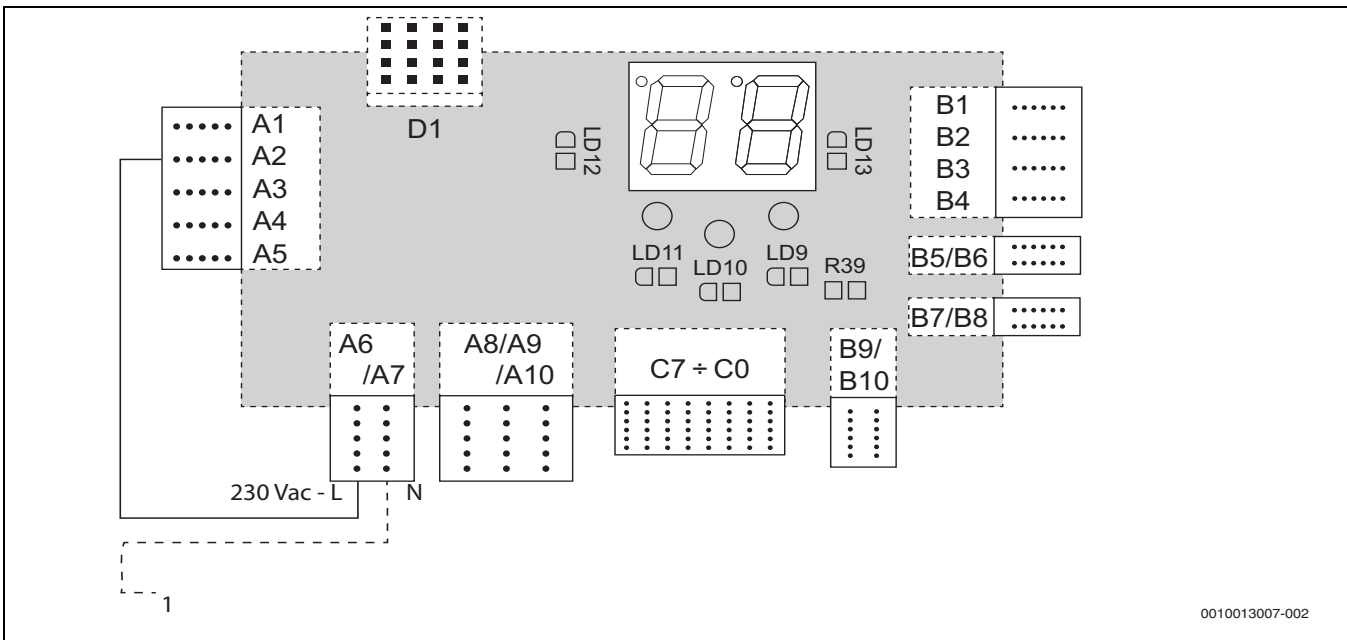 D1
A1
A2
A3
A4
A5
LD12
LD13
B1
B2
B3
B4
B5/B6
B7/B8
LD11
LD10
LD9
R39
A6
/A7
A8/A9
/A10
C7 ÷ C0
B9/
B10
230 Vac - L
N
1
0010013007-002